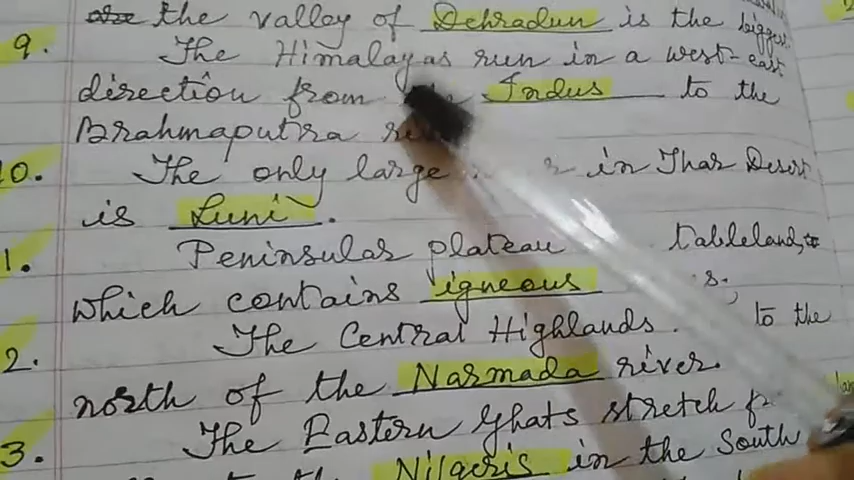 the valley of Dehradun is the biggest
9. The Himalayas run in a west-east
direction from Indus to the
Brahmaputra
10. The only large in Thar Desert
is Luni.
1. Peninsular plateau tableland,
which contains igneous
2. The Central Highlands to the
north of the Narmada river.
3. The Eastern Ghats stretch
Nilgiris in the South